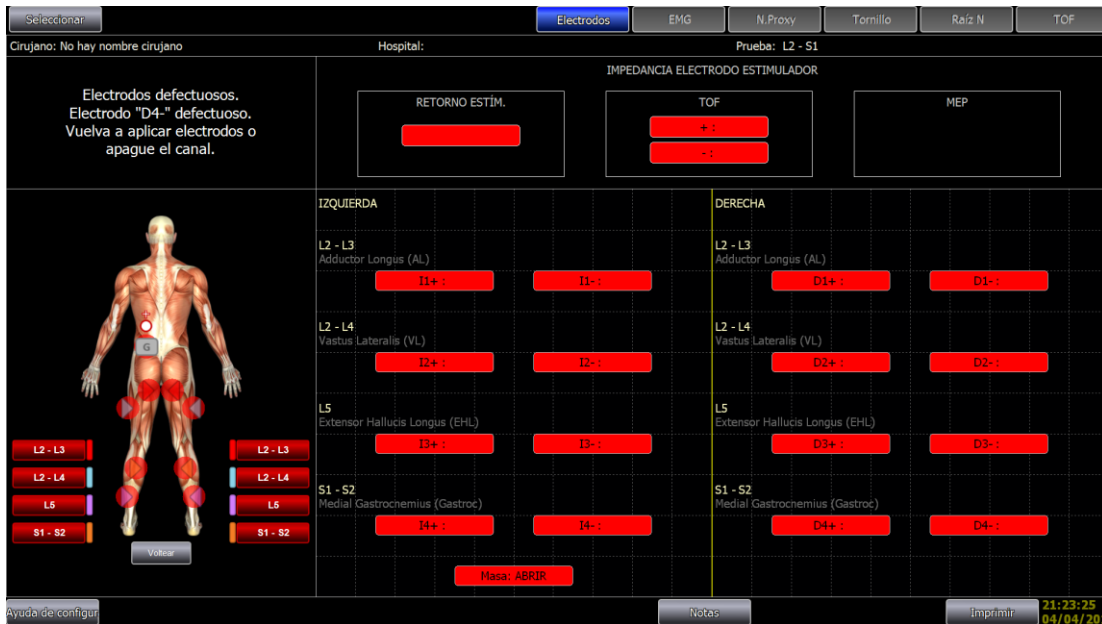 Seleccionar
Electrodos
EMG
N.Proxy
Tornillo
Raíz N
TOF
Cirujano: No hay nombre cirujano
Hospital:
Prueba: L2 - S1
Electrodos defectuosos.
Electrodo "D4-" defectuoso.
Vuelva a aplicar electrodos o
apague el canal.
IMPEDANCIA ELECTRODO ESTIMULADOR
RETORNO ESTÍM.
TOF
+ :
- :
MEP
G
L2 - L3
L2 - L4
L5
S1 - S2
L2 - L3
L2 - L4
L5
S1 - S2
Voltear
IZQUIERDA
L2 - L3
Adductor Longus (AL)
I1+ :
I1- :
L2 - L4
Vastus Lateralis (VL)
I2+ :
I2- :
L5
Extensor Hallucis Longus (EHL)
I3+ :
I3- :
S1 - S2
Medial Gastrocnemius (Gastroc)
I4+ :
I4- :
Masa: ABRIR
DERECHA
L2 - L3
Adductor Longus (AL)
D1+ :
D1- :
L2 - L4
Vastus Lateralis (VL)
D2+ :
D2- :
L5
Extensor Hallucis Longus (EHL)
D3+ :
D3- :
S1 - S2
Medial Gastrocnemius (Gastroc)
D4+ :
D4- :
Ayuda de configur
Notas
Imprimir
21:23:25
04/04/20